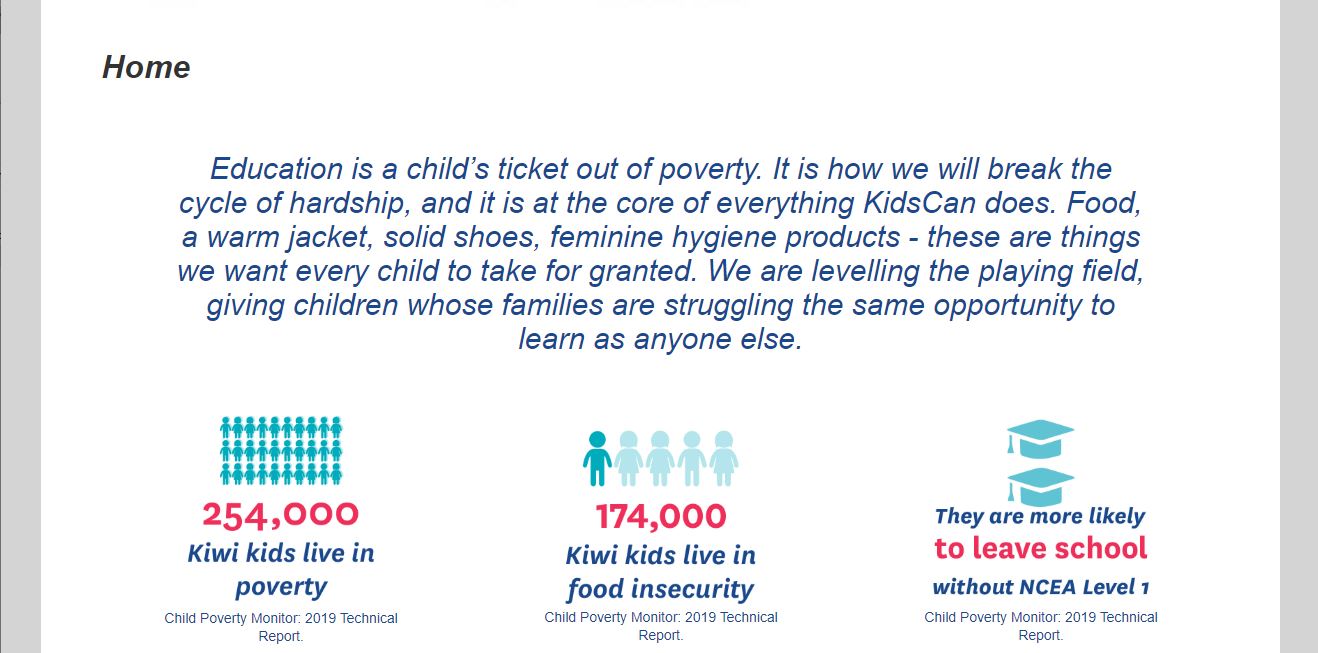 Home
Education is a child's ticket out of poverty. It is how we will break the
cycle of hardship, and it is at the core of everything KidsCan does. Food,
a warm jacket, solid shoes, feminine hygiene products - these are things
we want every child to take for granted. We are levelling the playing field,
giving children whose families are struggling the same opportunity to
learn as anyone else.
254,000
Kiwi kids live in
poverty
Child Poverty Monitor: 2019 Technical
Report.
174,000
Kiwi kids live in
food insecurity
Child Poverty Monitor: 2019 Technical
Report.
They are more likely
to leave school
without NCEA Level 1
Child Poverty Monitor: 2019 Technical
Report.